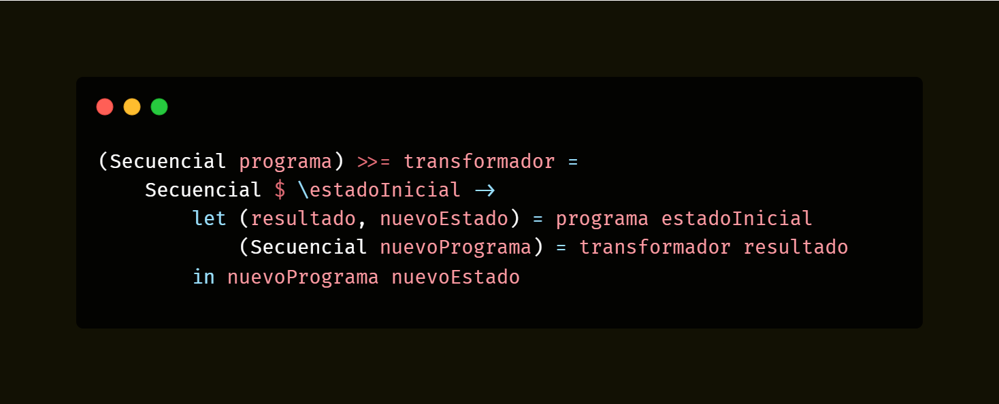 (Secuencial programa) >>= transformador =
    Secuencial $ \estadoInicial ->
        let (resultado, nuevoEstado) = programa estadoInicial
            (Secuencial nuevoPrograma) = transformador resultado
        in nuevoPrograma nuevoEstado